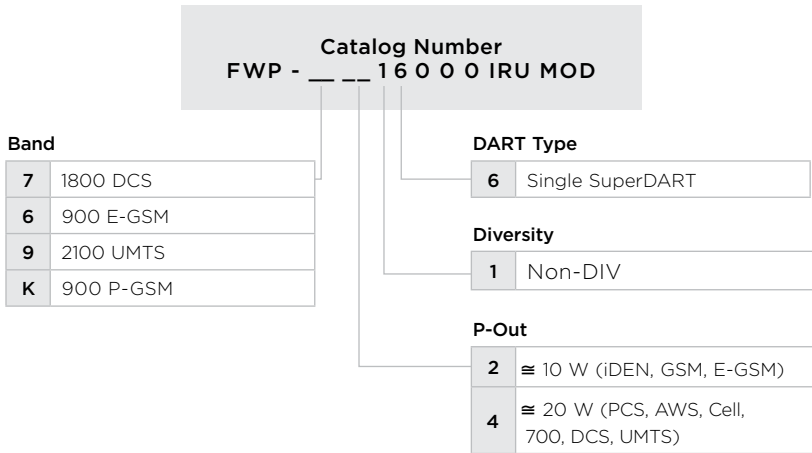 Catalog Number
FWP - __ __ 1 6 0 0 0 IRU MOD
Band
7 1800 DCS
6 900 E-GSM
9 2100 UMTS
K 900 P-GSM
DART Type
6 Single SuperDART
Diversity
1 Non-DIV
P-Out
2 ≅ 10 W (iDEN, GSM, E-GSM)
4 ≅ 20 W (PCS, AWS, Cell,
700, DCS, UMTS)